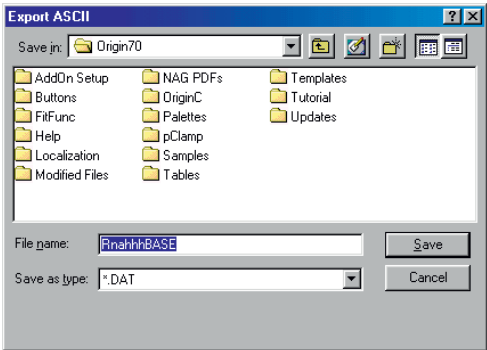 Export ASCII
Save in: Origin70
AddOn Setup NAG PDFs Templates
Buttons OriginC Tutorial
FitFunc Palettes Updates
Help pClamp
Localization Samples
Modified Files Tables
File name: RnahhhBASE Save
Save as type: *.DAT Cancel